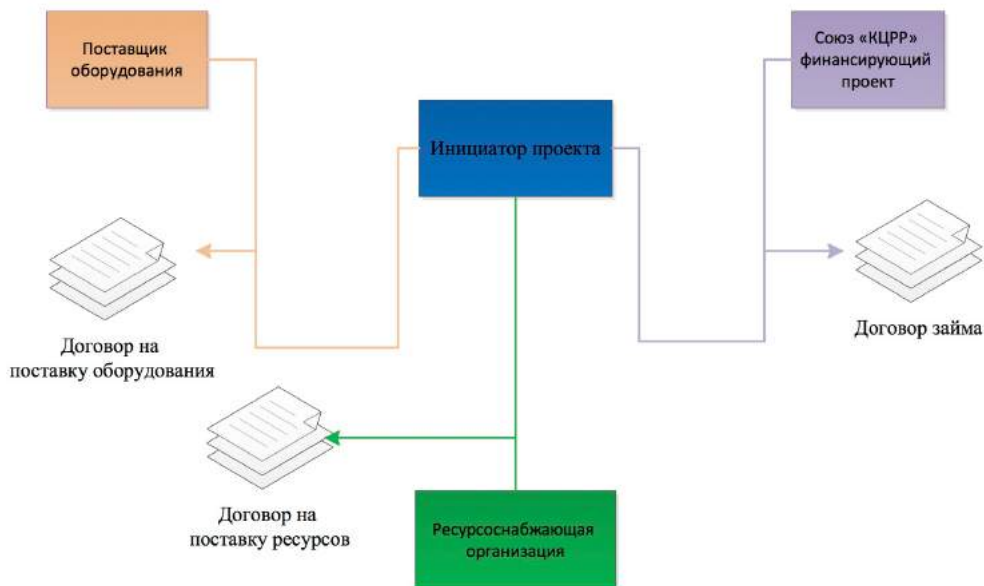 Поставщик
оборудования
Союз «КЦРР»
финансирующий
проект
Инициатор проекта
Договор на
поставку оборудования
Договор займа
Договор на
поставку ресурсов
Ресурсоснабжающая
организация